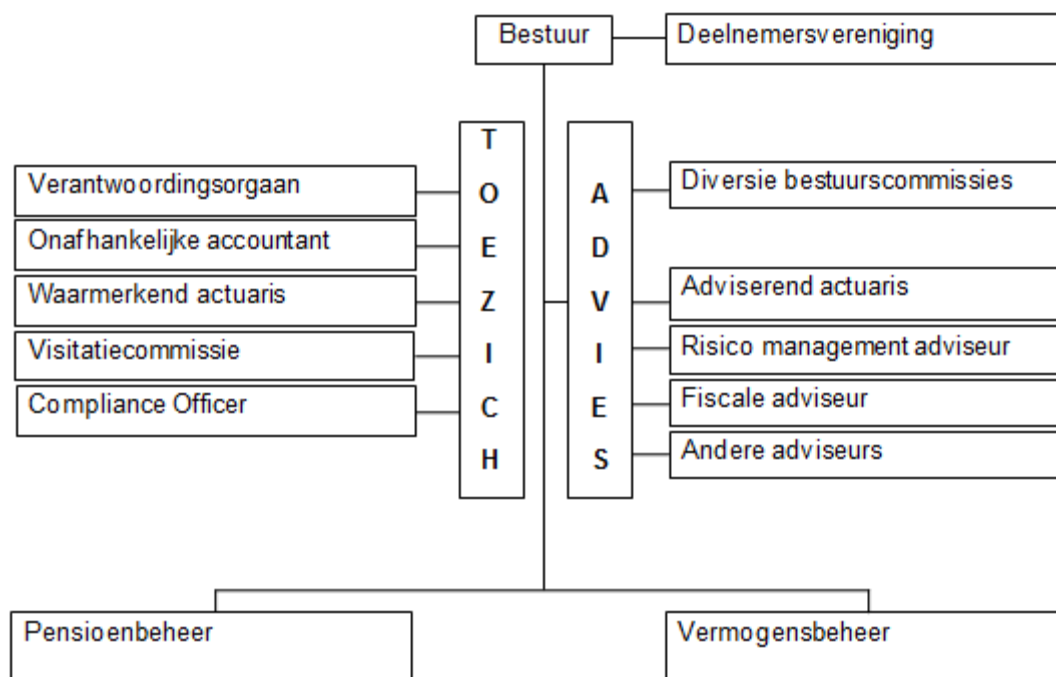 Bestuur
Deelnemersvereniging
Verantwoordingsorgaan
Onafhankelijke accountant
Waarmerkend actuaris
Visitatiecommissie
Compliance Officer
T
O
E
Z
I
C
H
A
D
V
I
E
S
Diversie bestuurscommissies
Adviserend actuaris
Risico management adviseur
Fiscale adviseur
Andere adviseurs
Pensioenbeheer
Vermogensbeheer